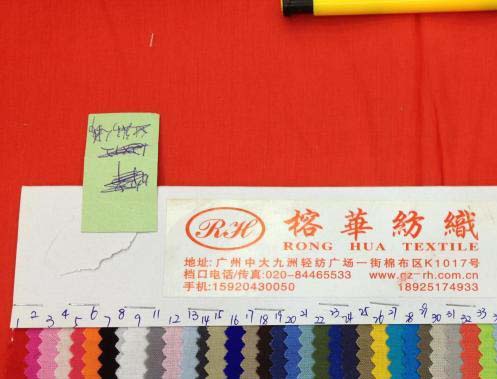 RH 榕華紡織
RONG HUA TEXTILE
地址:广州中大九洲轻纺广场一街棉布区K1017号
档口电话/传真:020-84465533 www.gz-rh.com.cn
手机:15920430050 18925174933
1 2 3 4 5 6 7 8 9 11 12 13 14 15 16 17 18 19 20 21 22 23 24 25 26 27 28 29 30 31 32 33